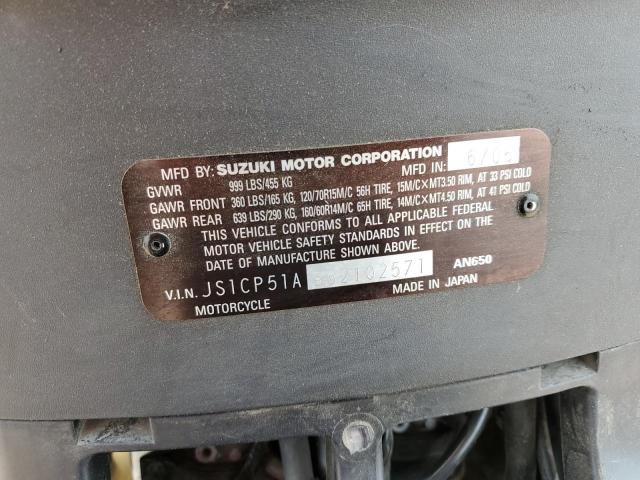 MFD BY: SUZUKI MOTOR CORPORATION MFD IN:
GVWR 999 LBS/455 KG
GAWR FRONT 360 LBS/165 KG, 120/70R15M/C 56H TIRE, 15M/C×MT3.50 RIM, AT 33 PSI COLD
GAWR REAR 639 LBS/290 KG, 160/60R14M/C 65H TIRE, 14M/C×MT4.50 RIM, AT 41 PSI COLD
THIS VEHICLE CONFORMS TO ALL APPLICABLE FEDERAL
MOTOR VEHICLE SAFETY STANDARDS IN EFFECT ON THE
DATE OF MANUFACTURE SHOWN ABOVE.
AN650
V.I.N. JS1CP51A
MOTORCYCLE MADE IN JAPAN